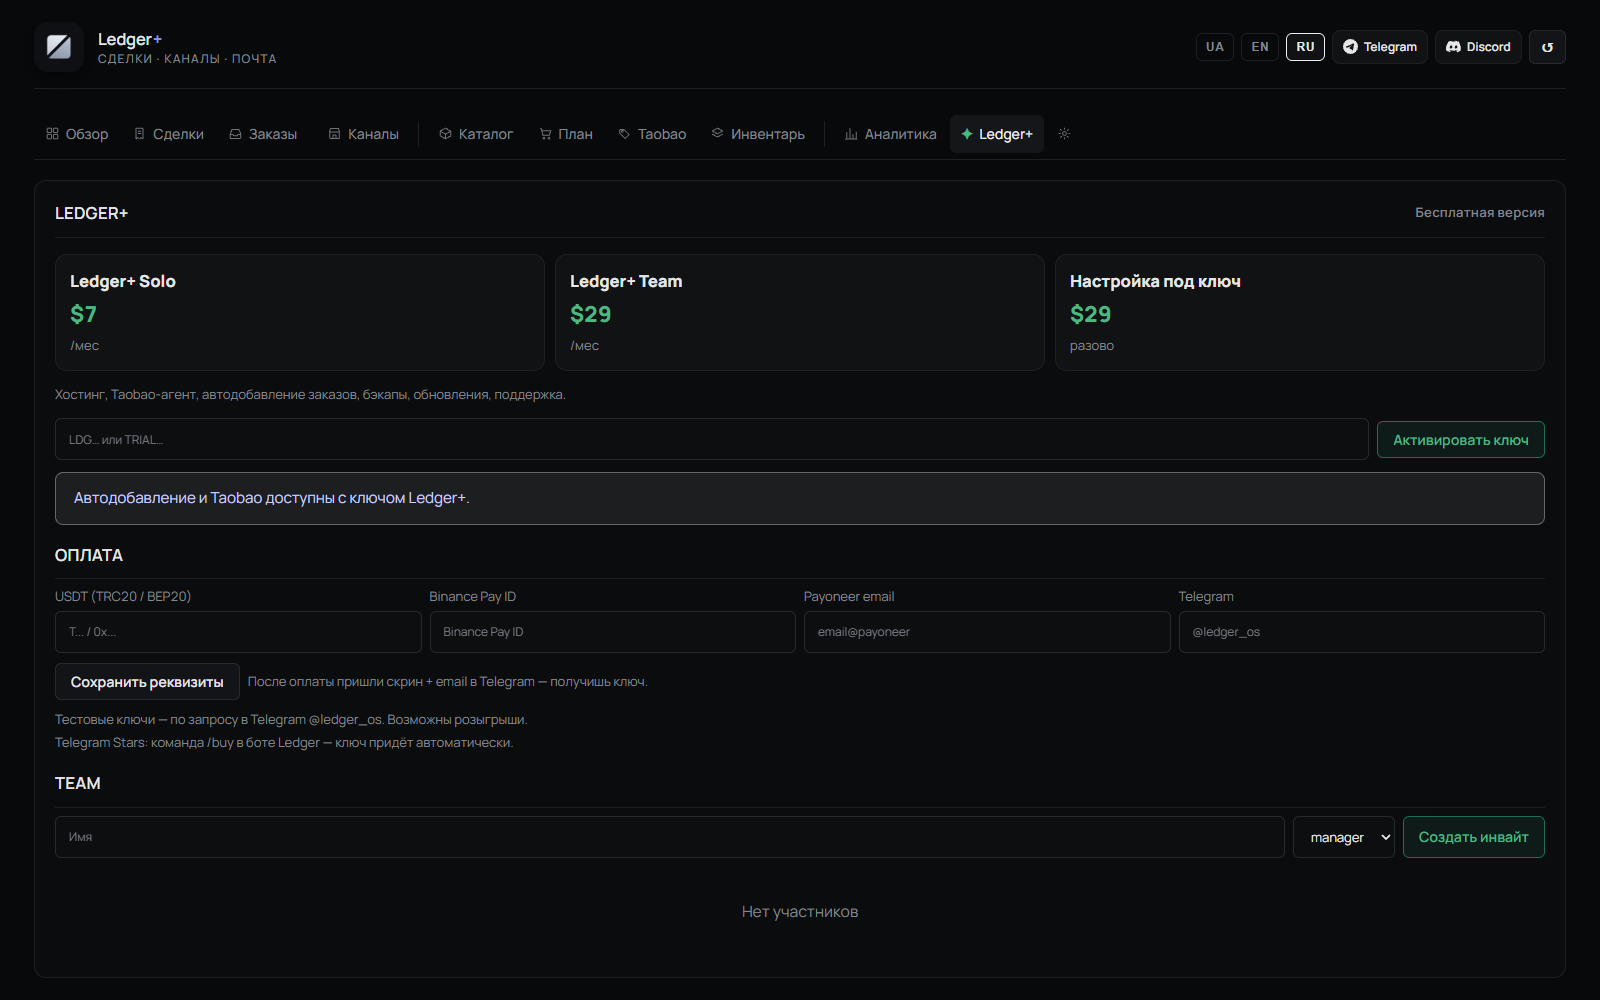 Ledger+
СДЕЛКИ · КАНАЛЫ · ПОЧТА
UA EN RU Telegram Discord
Обзор Сделки Заказы Каналы Каталог План Taobao Инвентарь Аналитика Ledger+
LEDGER+
Бесплатная версия
Ledger+ Solo
$7
/мес
Ledger+ Team
$29
/мес
Настройка под ключ
$29
разово
Хостинг, Taobao-агент, автодобавление заказов, бэкапы, обновления, поддержка.
LDG... или TRIAL...
Активировать ключ
Автодобавление и Taobao доступны с ключом Ledger+.
ОПЛАТА
USDT (TRC20 / BEP20)
T... / 0x...
Binance Pay ID
Binance Pay ID
Payoneer email
email@payoneer
Telegram
@ledger_os
Сохранить реквизиты
После оплаты пришли скрин + email в Telegram — получишь ключ.
Тестовые ключи — по запросу в Telegram @ledger_os. Возможны розыгрыши.
Telegram Stars: команда /buy в боте Ledger — ключ придёт автоматически.
TEAM
Имя
manager
Создать инвайт
Нет участников